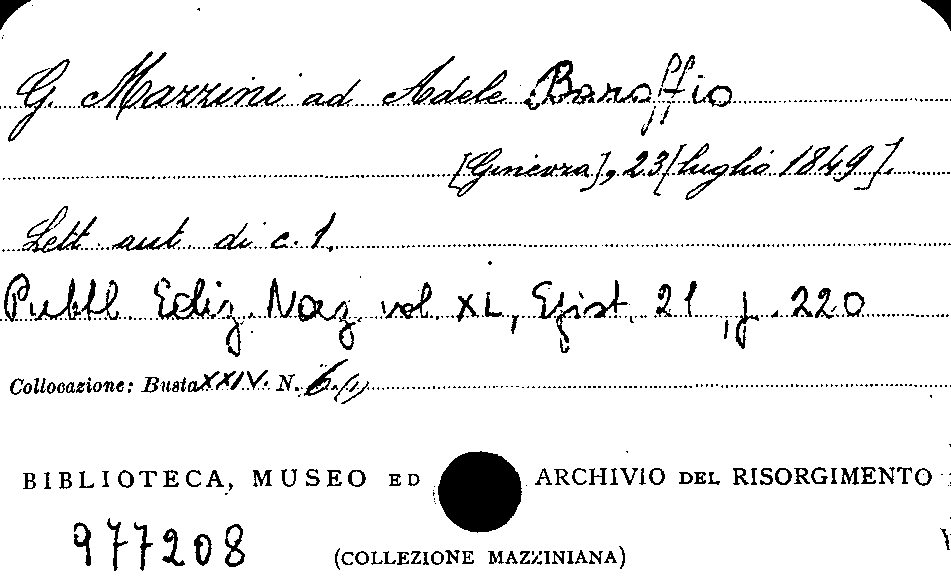 G. Mazzini ad Adele Baroffio
[Ginevra], 23 [luglio 1849].
Lett. aut. di c. 1.
Pubbl. Ediz. Naz. vol. XL, Epist. 21, p. 220
Collocazione: Busta XXIV. N. 6. (1)
BIBLIOTECA, MUSEO ED ARCHIVIO DEL RISORGIMENTO
977208
(COLLEZIONE MAZZINIANA)